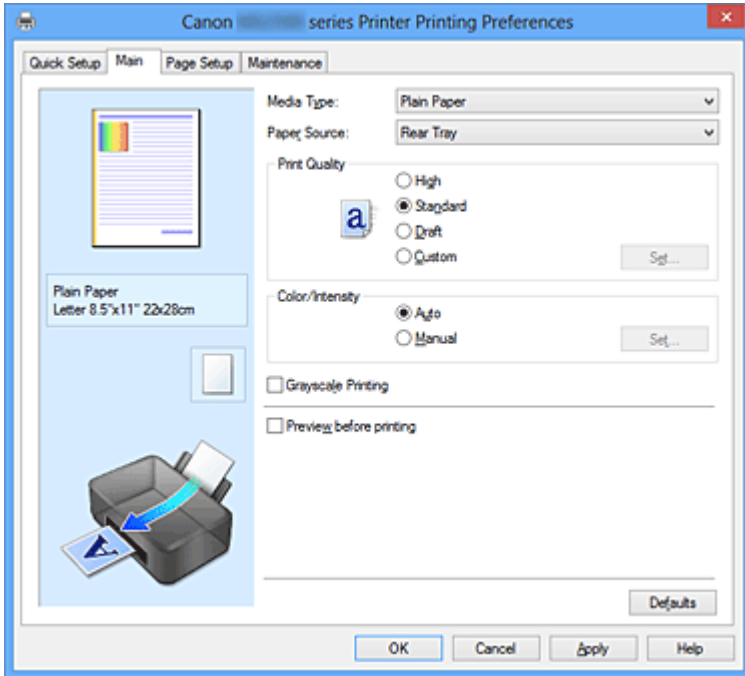 Canon series Printer Printing Preferences
Quick Setup Main Page Setup Maintenance
Media Type: Plain Paper
Paper Source: Rear Tray
Print Quality
High
a Standard
Draft
Custom Set...
Plain Paper
Letter 8.5"x11" 22x28cm
Color/Intensity
Auto
Manual Set...
Grayscale Printing
Preview before printing
A
Defaults
OK Cancel Apply Help